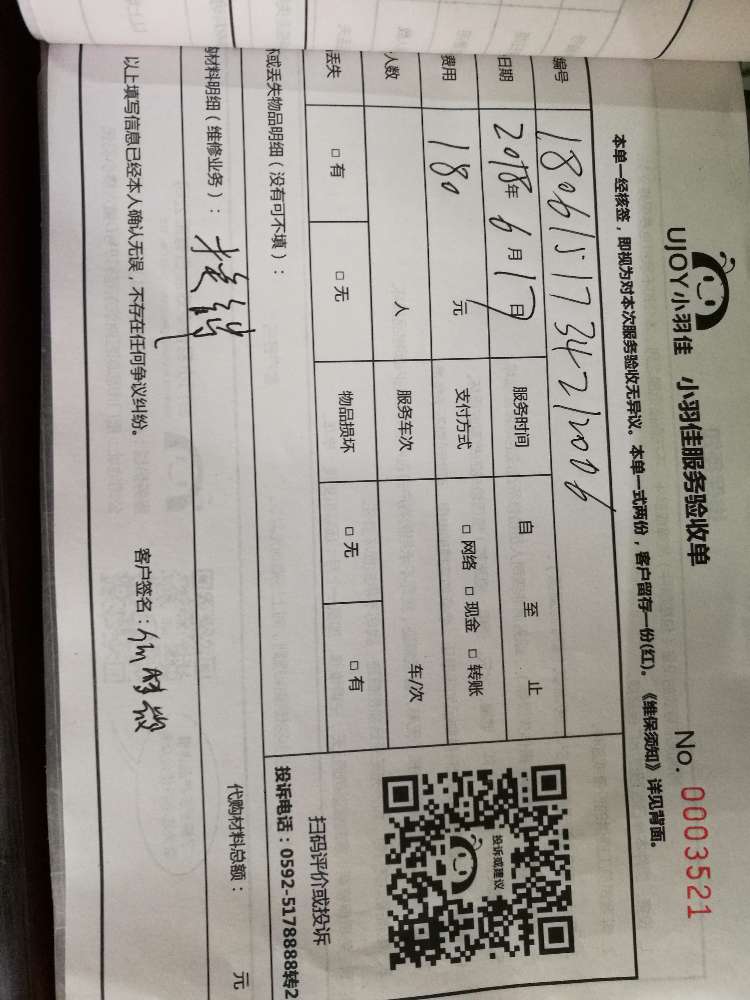 UJOY小羽佳 小羽佳服务验收单 No. 0003521
本单一经核签，即视为对本次服务验收无异议。本单一式两份，客户留存一份(红)。《维保须知》详见背面。
编号 180615173421006
日期 2018年6月17日 服务时间 自 至 止
费用 180 元 支付方式 □网络 □现金 □转账
人数 人 服务车次 车/次
丢失 □有 □无 物品损坏 □无 □有
投诉或建议
扫码评价或投诉
投诉电话：0592-5178888转2
坏或丢失物品明细（没有可不填）：
购材料明细（维修业务）： 代购材料总额： 元
以上填写信息已经本人确认无误，不存在任何争议纠纷。 客户签名：